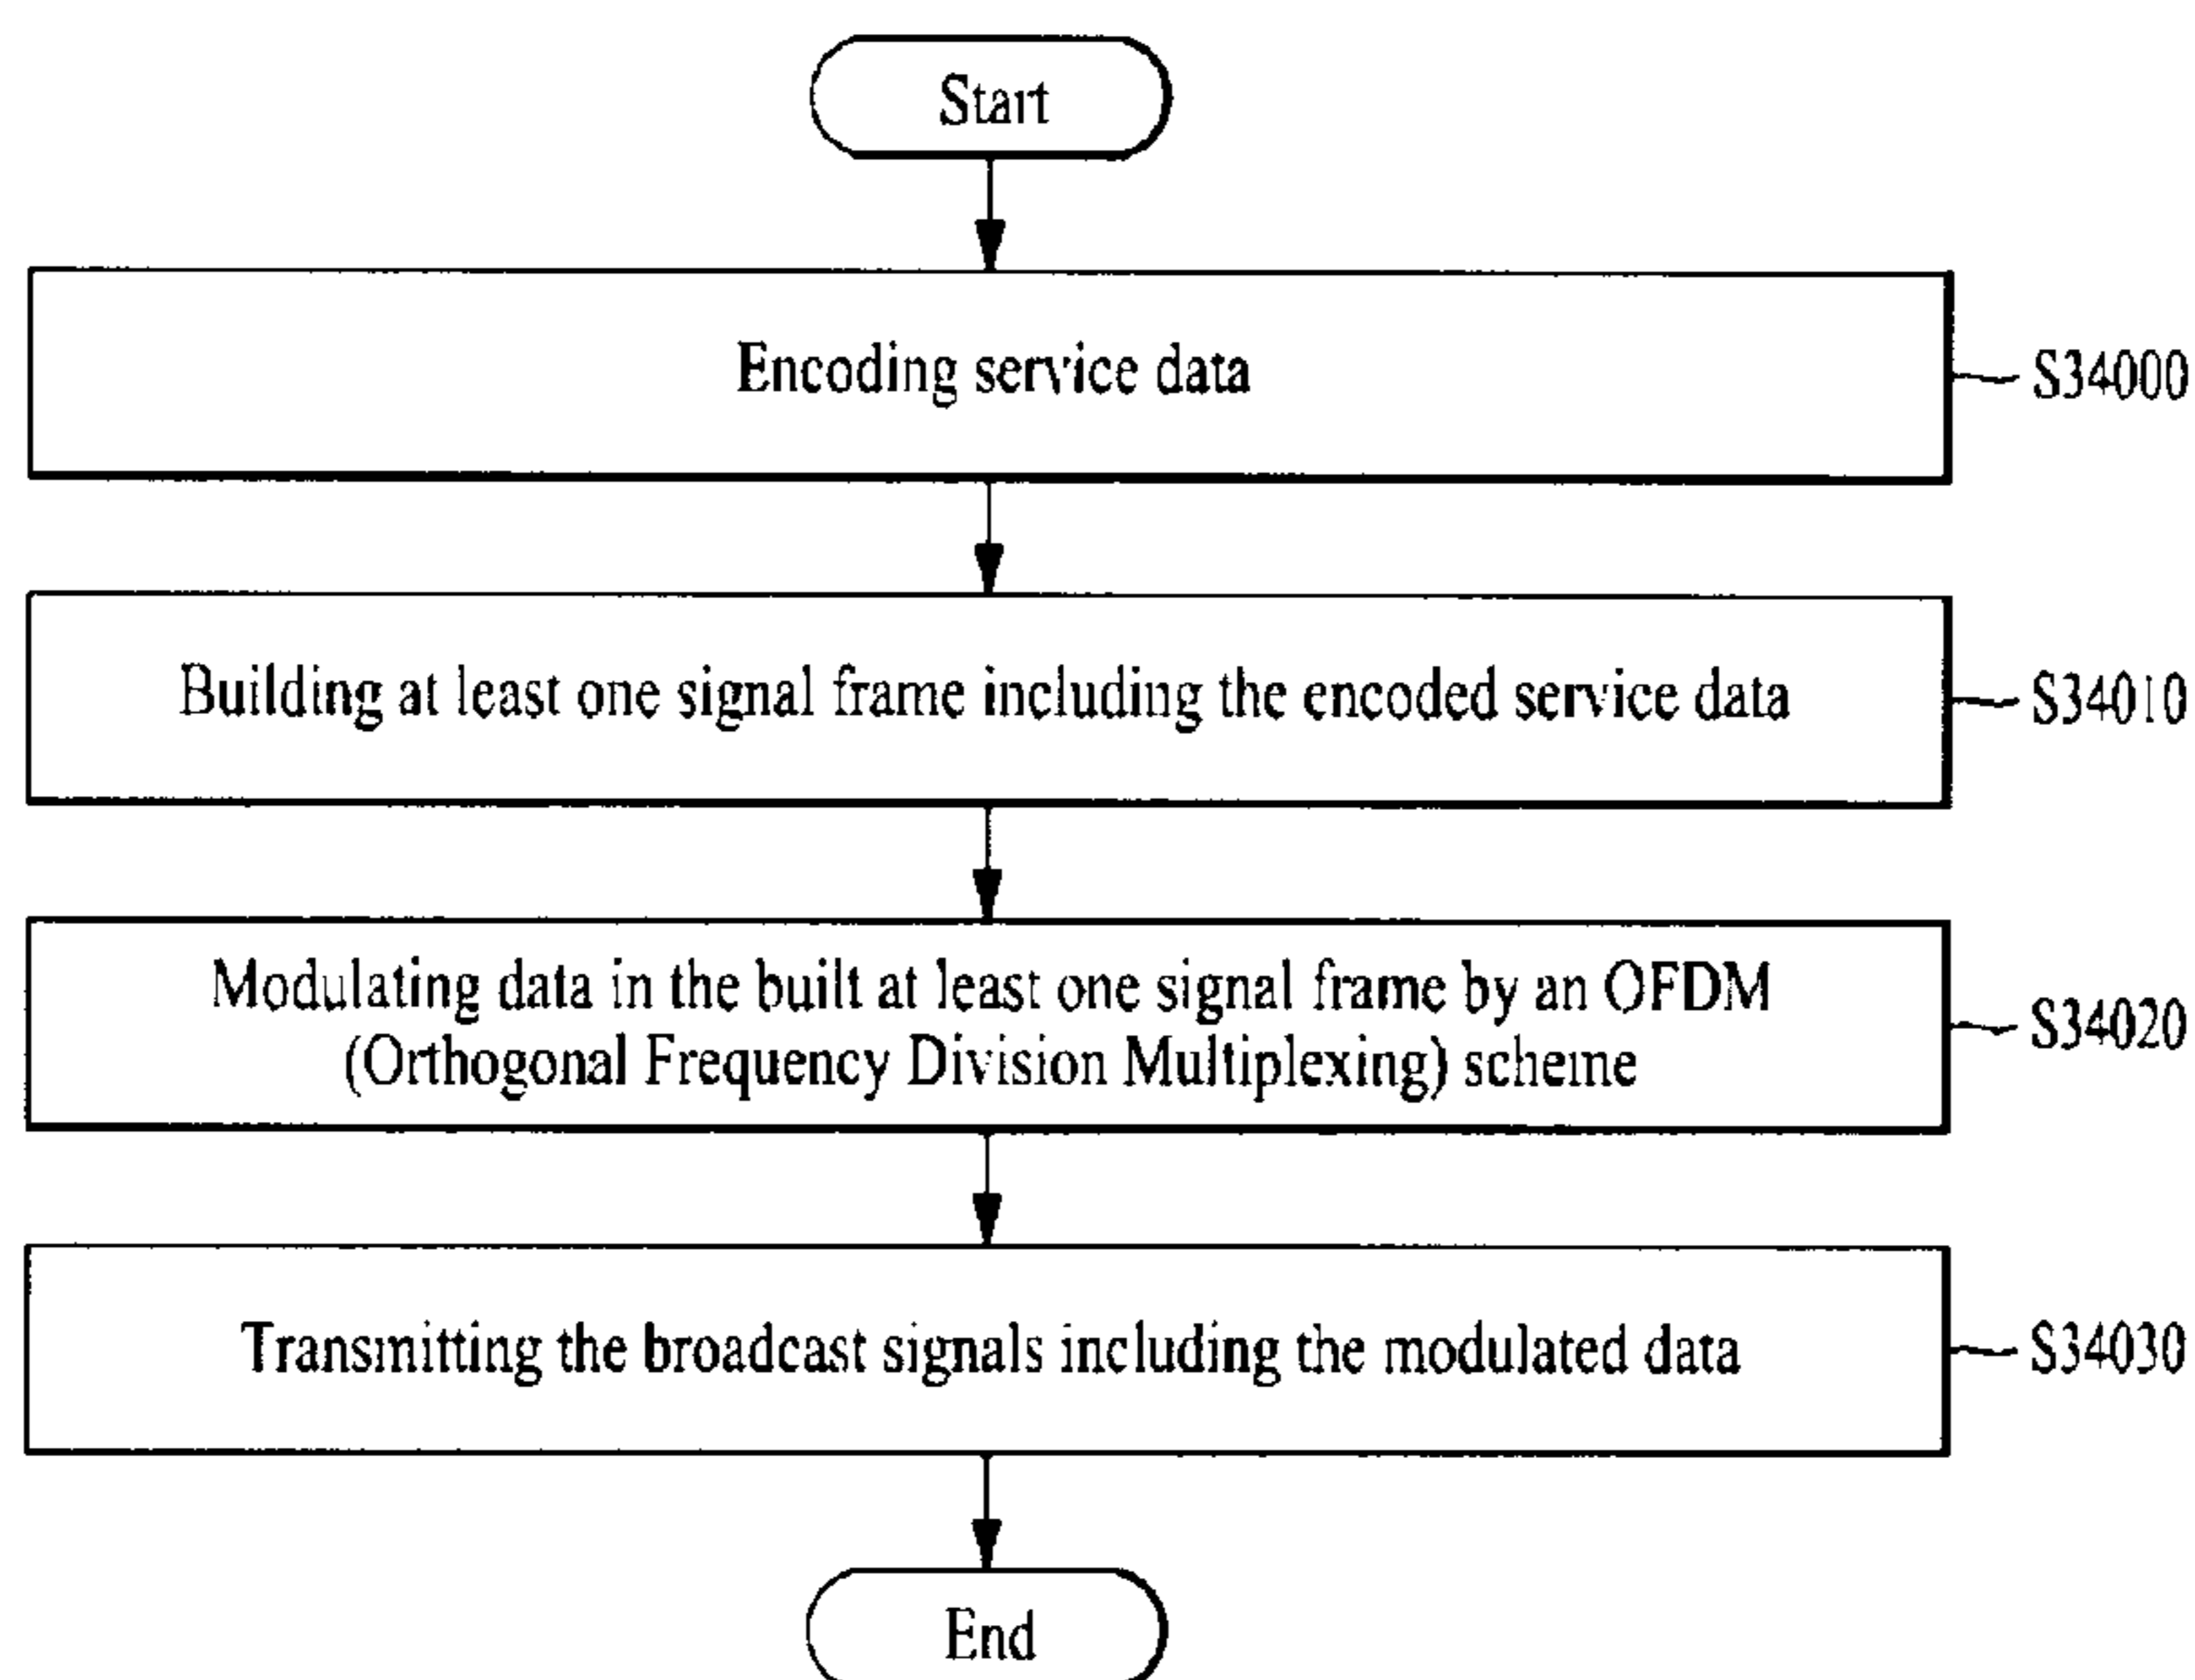 Start
Encoding service data
S34000
Building at least one signal frame including the encoded service data
S34010
Modulating data in the built at least one signal frame by an OFDM
(Orthogonal Frequency Division Multiplexing) scheme
S34020
Transmitting the broadcast signals including the modulated data
S34030
End